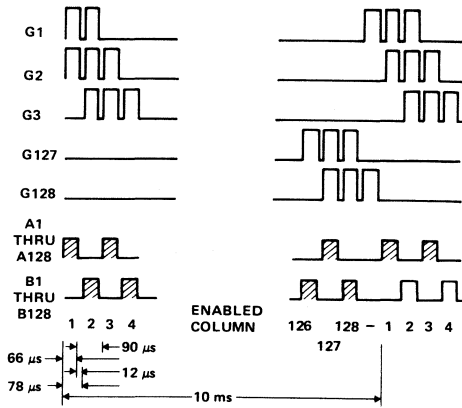 G1
G2
G3
G127
G128
A1
THRU
A128
B1
THRU
B128
1 2 3 4
ENABLED
COLUMN
126 128 – 1 2 3 4
127
66 µs
90 µs
12 µs
78 µs
10 ms